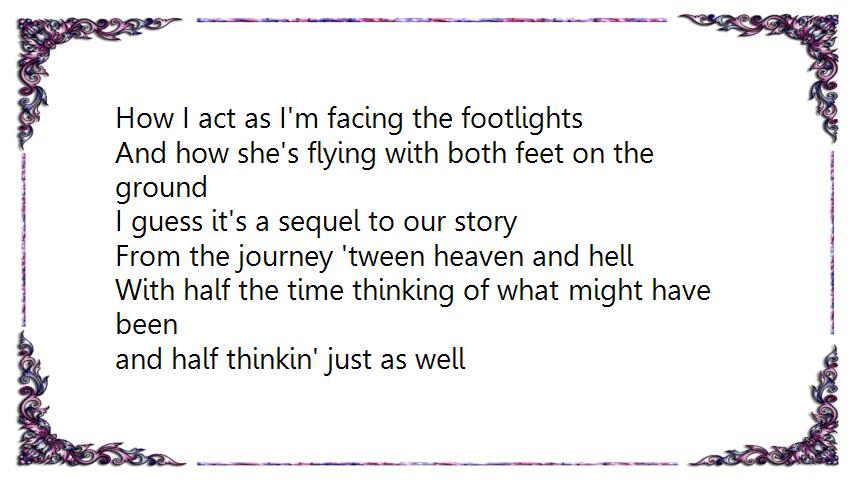 How I act as I'm facing the footlights
And how she's flying with both feet on the
ground
I guess it's a sequel to our story
From the journey 'tween heaven and hell
With half the time thinking of what might have
been
and half thinkin' just as well